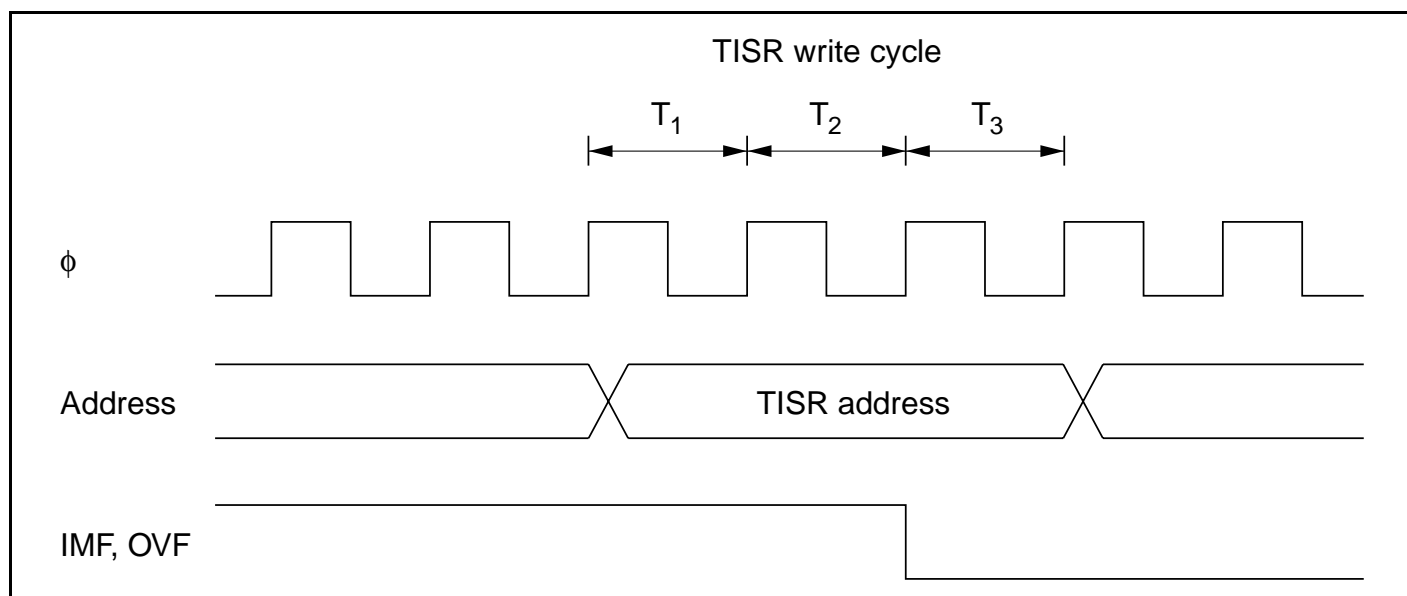 TISR write cycle
T1 T2 T3
ϕ
Address TISR address
IMF, OVF